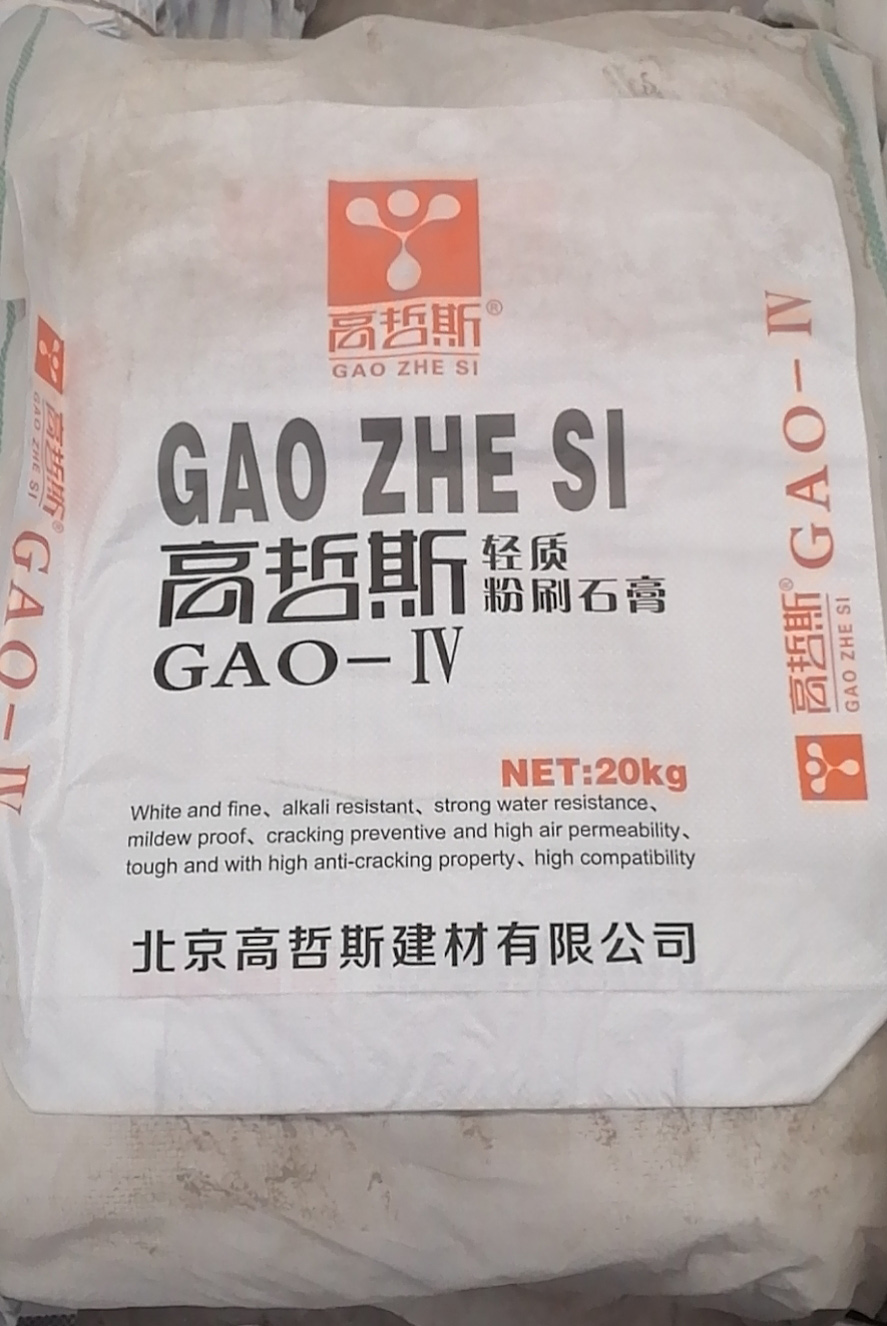 高哲斯®
GAO ZHE SI
GAO ZHE SI
高哲斯 轻质
粉刷石膏
GAO-Ⅳ
NET:20kg
White and fine、alkali resistant、strong water resistance、
mildew proof、cracking preventive and high air permeability、
tough and with high anti-cracking property、high compatibility
北京高哲斯建材有限公司
高哲斯®
GAO ZHE SI
GAO-Ⅳ
高哲斯®
GAO ZHE SI
GAO-Ⅳ